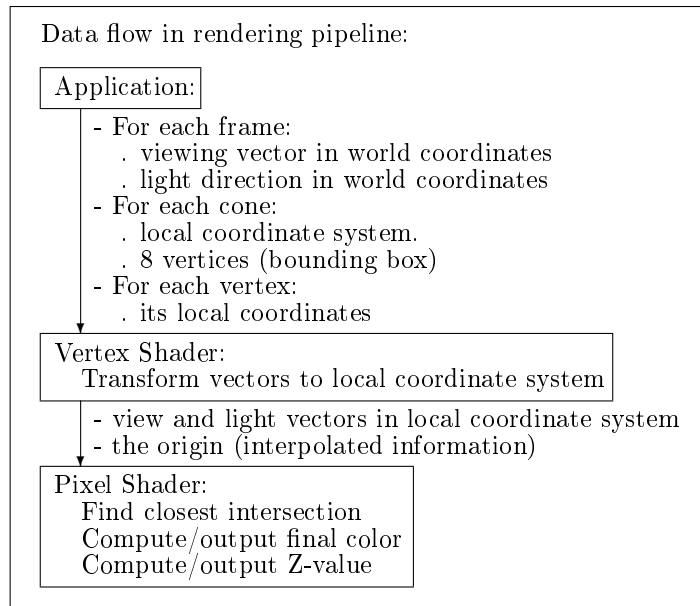 Data flow in rendering pipeline:
Application:
- For each frame:
. viewing vector in world coordinates
. light direction in world coordinates
- For each cone:
. local coordinate system.
. 8 vertices (bounding box)
- For each vertex:
. its local coordinates
Vertex Shader:
Transform vectors to local coordinate system
- view and light vectors in local coordinate system
- the origin (interpolated information)
Pixel Shader:
Find closest intersection
Compute/output final color
Compute/output Z-value